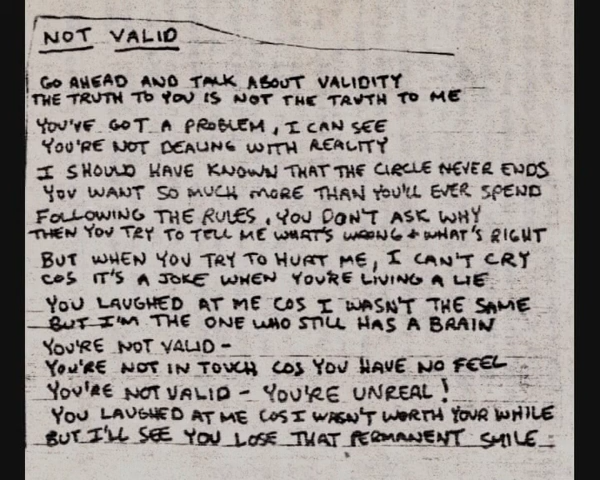 NOT VALID
GO AHEAD AND TALK ABOUT VALIDITY
THE TRUTH TO YOU IS NOT THE TRUTH TO ME
YOU'VE GOT A PROBLEM, I CAN SEE
YOU'RE NOT DEALING WITH REALITY
I SHOULD HAVE KNOWN THAT THE CIRCLE NEVER ENDS
YOU WANT SO MUCH MORE THAN YOU'LL EVER SPEND
FOLLOWING THE RULES, YOU DON'T ASK WHY
THEN YOU TRY TO TELL ME WHAT'S WRONG + WHAT'S RIGHT
BUT WHEN YOU TRY TO HURT ME, I CAN'T CRY
COS IT'S A JOKE WHEN YOU'RE LIVING A LIE
YOU LAUGHED AT ME COS I WASN'T THE SAME
BUT I'M THE ONE WHO STILL HAS A BRAIN
YOU'RE NOT VALID -
YOU'RE NOT IN TOUCH COS YOU HAVE NO FEEL
YOU'RE NOT VALID - YOU'RE UNREAL!
YOU LAUGHED AT ME COS I WASN'T WORTH YOUR WHILE
BUT I'LL SEE YOU LOSE THAT PERMANENT SMILE